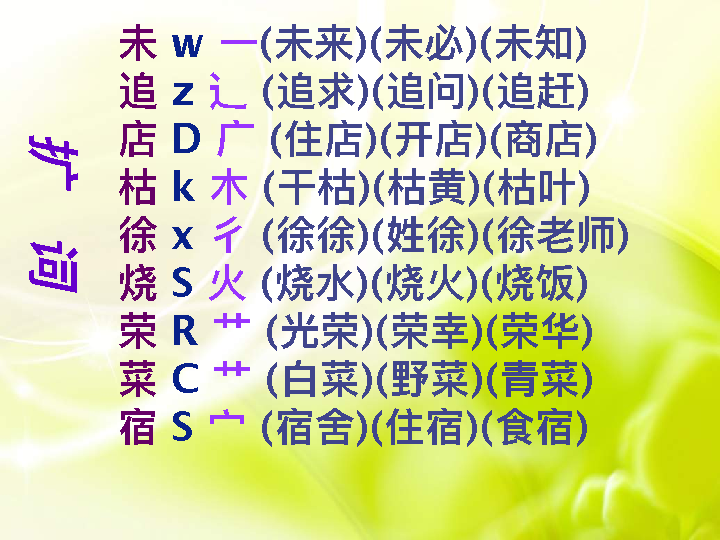 扩词
未 w 一(未来)(未必)(未知)
追 z 辶 (追求)(追问)(追赶)
店 D 广 (住店)(开店)(商店)
枯 k 木 (干枯)(枯黄)(枯叶)
徐 x 彳 (徐徐)(姓徐)(徐老师)
烧 S 火 (烧水)(烧火)(烧饭)
荣 R 艹 (光荣)(荣幸)(荣华)
菜 C 艹 (白菜)(野菜)(青菜)
宿 S 宀 (宿舍)(住宿)(食宿)